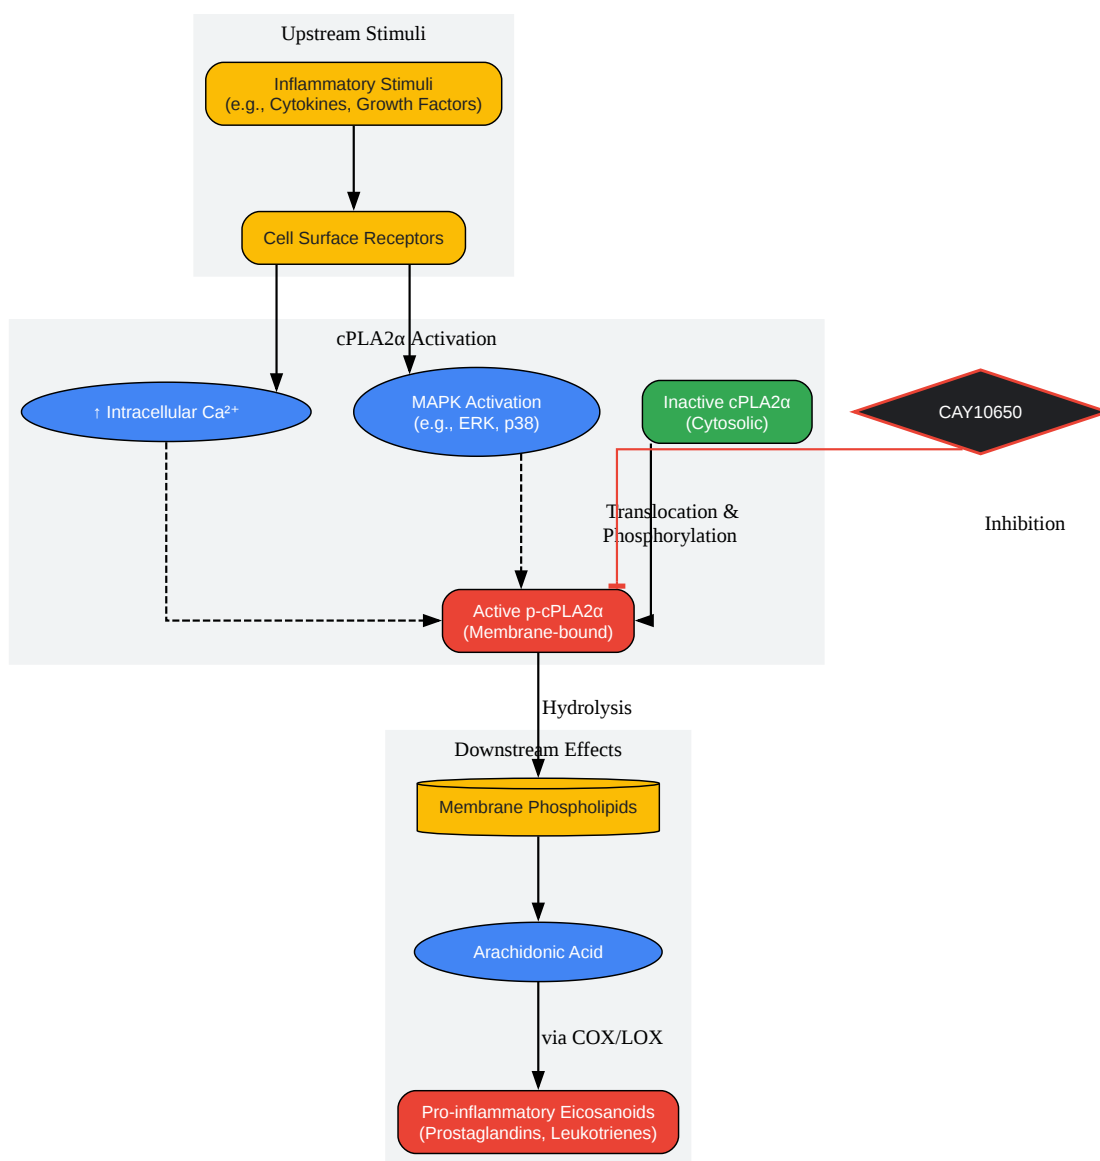 Upstream Stimuli
Inflammatory Stimuli
(e.g., Cytokines, Growth Factors)
Cell Surface Receptors
cPLA2α Activation
↑ Intracellular Ca²⁺
MAPK Activation
(e.g., ERK, p38)
Inactive cPLA2α
(Cytosolic)
CAY10650
Translocation &
Phosphorylation
Inhibition
Active p-cPLA2α
(Membrane-bound)
Hydrolysis
Downstream Effects
Membrane Phospholipids
Arachidonic Acid
via COX/LOX
Pro-inflammatory Eicosanoids
(Prostaglandins, Leukotrienes)